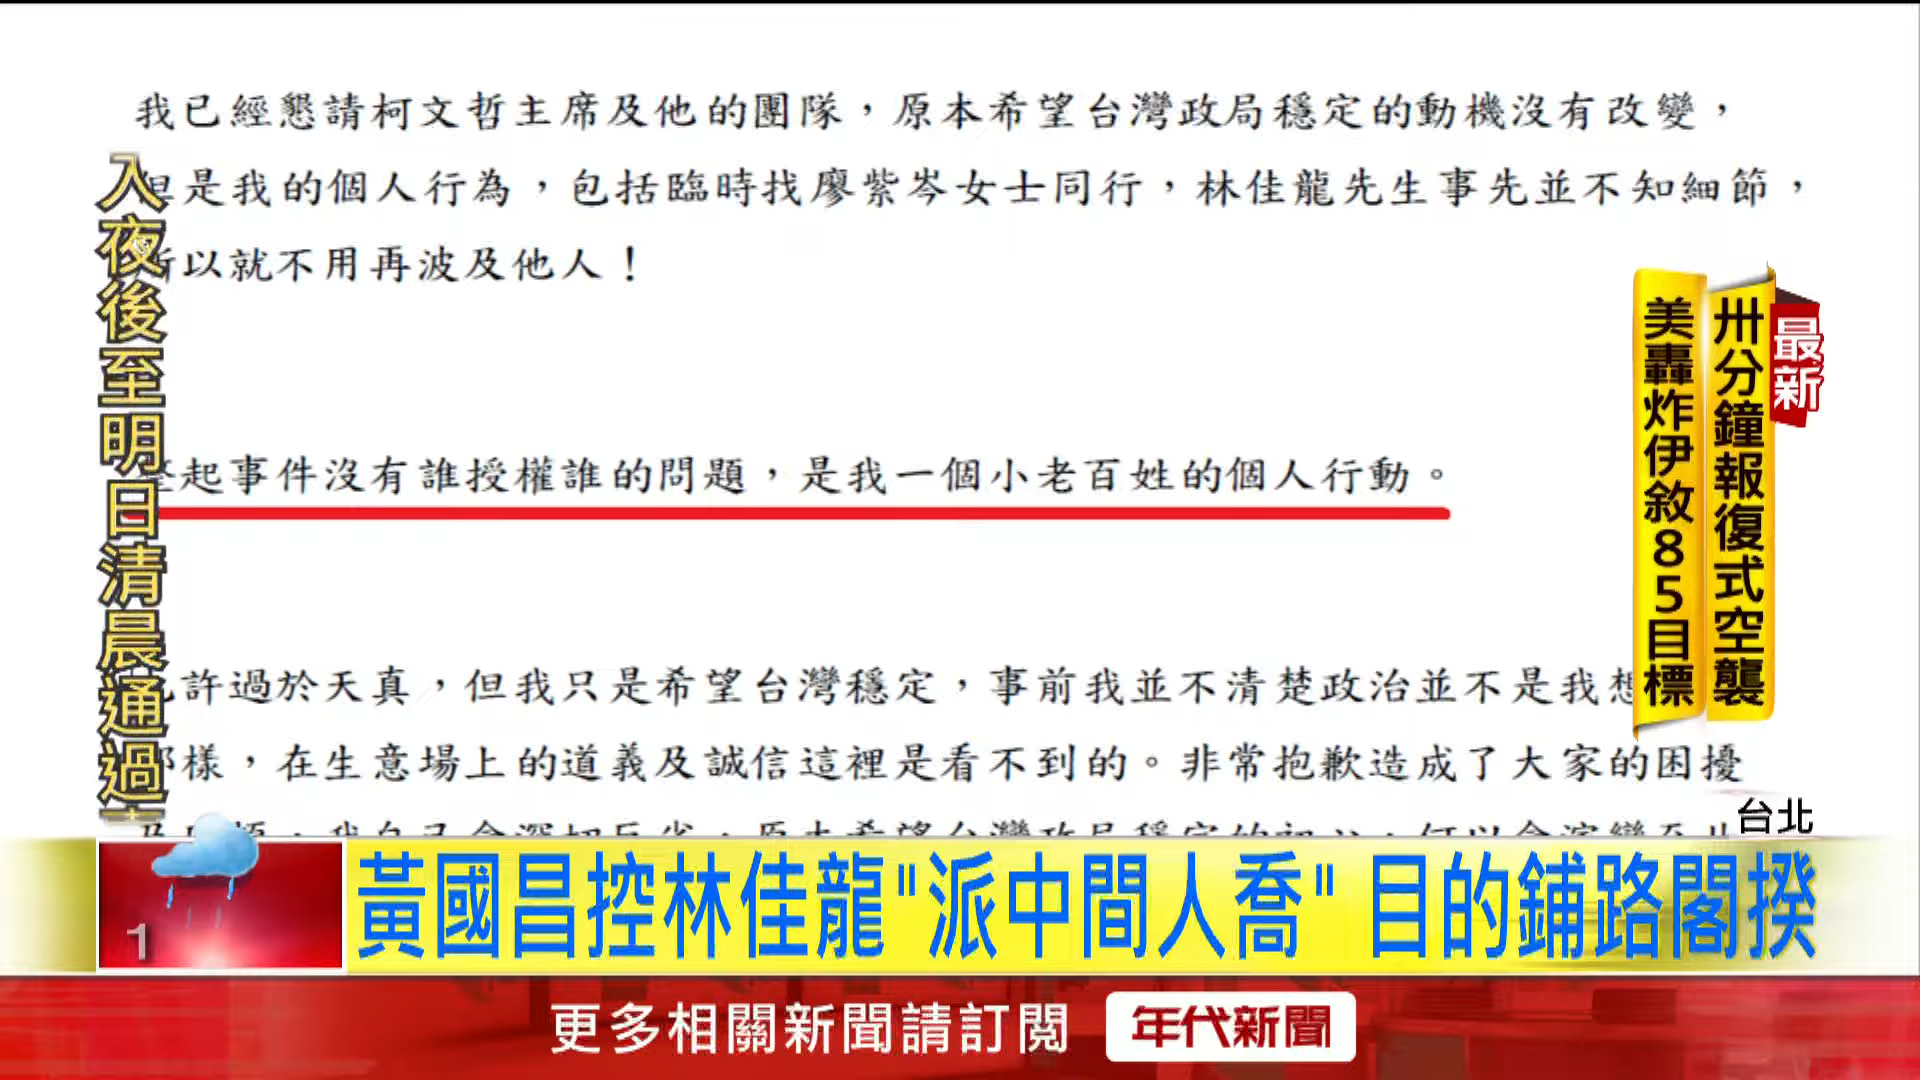 我已經懇請柯文哲主席及他的團隊，原本希望台灣政局穩定的動機沒有改變，
但是我的個人行為，包括臨時找廖紫岑女士同行，林佳龍先生事先並不知細節，
所以就不用再波及他人！
整起事件沒有誰授權誰的問題，是我一個小老百姓的個人行動。
也許過於天真，但我只是希望台灣穩定，事前我並不清楚政治並不是我想
那樣，在生意場上的道義及誠信這裡是看不到的。非常抱歉造成了大家的困擾
入夜後至明日清晨通過
最新
卅分鐘報復式空襲
美轟炸伊敘85目標
台北
1
黃國昌控林佳龍"派中間人喬" 目的鋪路閣揆
更多相關新聞請訂閱
年代新聞